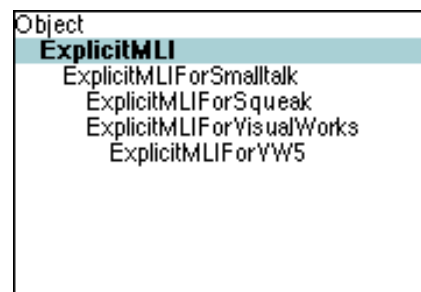 Object
ExplicitMLI
ExplicitMLIForSmalltalk
ExplicitMLIForSqueak
ExplicitMLIForVisualWorks
ExplicitMLIForVW5